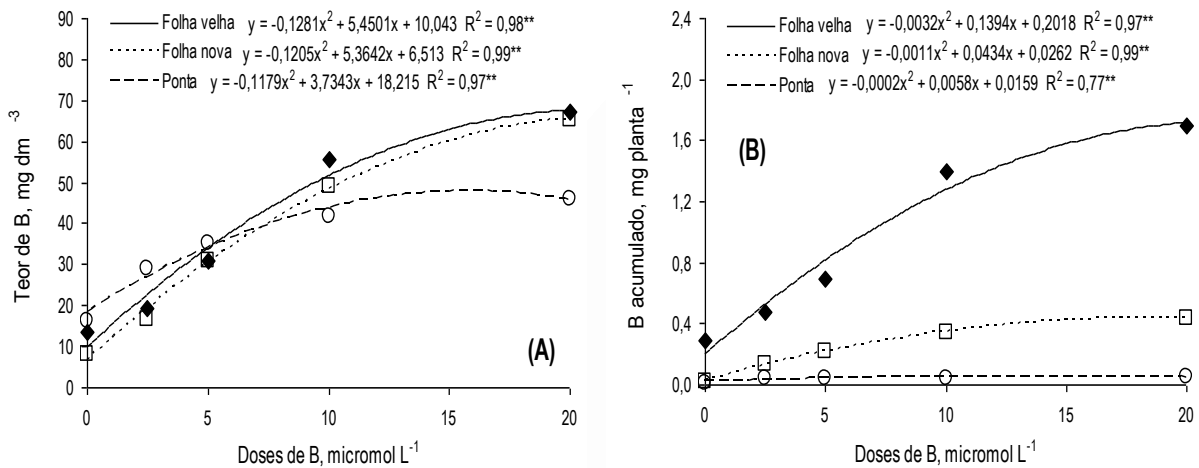 Folha velha y = -0,1281x² + 5,4501x + 10,043 R² = 0,98**
Folha nova y = -0,1205x² + 5,3642x + 6,513 R² = 0,99**
Ponta y = -0,1179x² + 3,7343x + 18,215 R² = 0,97**
90
80
70
60
50
40
30
20
10
0
Teor de B, mg dm ⁻³
(A)
0 5 10 15 20
Doses de B, micromol L⁻¹
Folha velha y = -0,0032x² + 0,1394x + 0,2018 R² = 0,97**
Folha nova y = -0,0011x² + 0,0434x + 0,0262 R² = 0,99**
Ponta y = -0,0002x² + 0,0058x + 0,0159 R² = 0,77**
2,4
2,0
1,6
1,2
0,8
0,4
0,0
B acumulado, mg planta ⁻¹
(B)
0 5 10 15 20
Doses de B, micromol L⁻¹